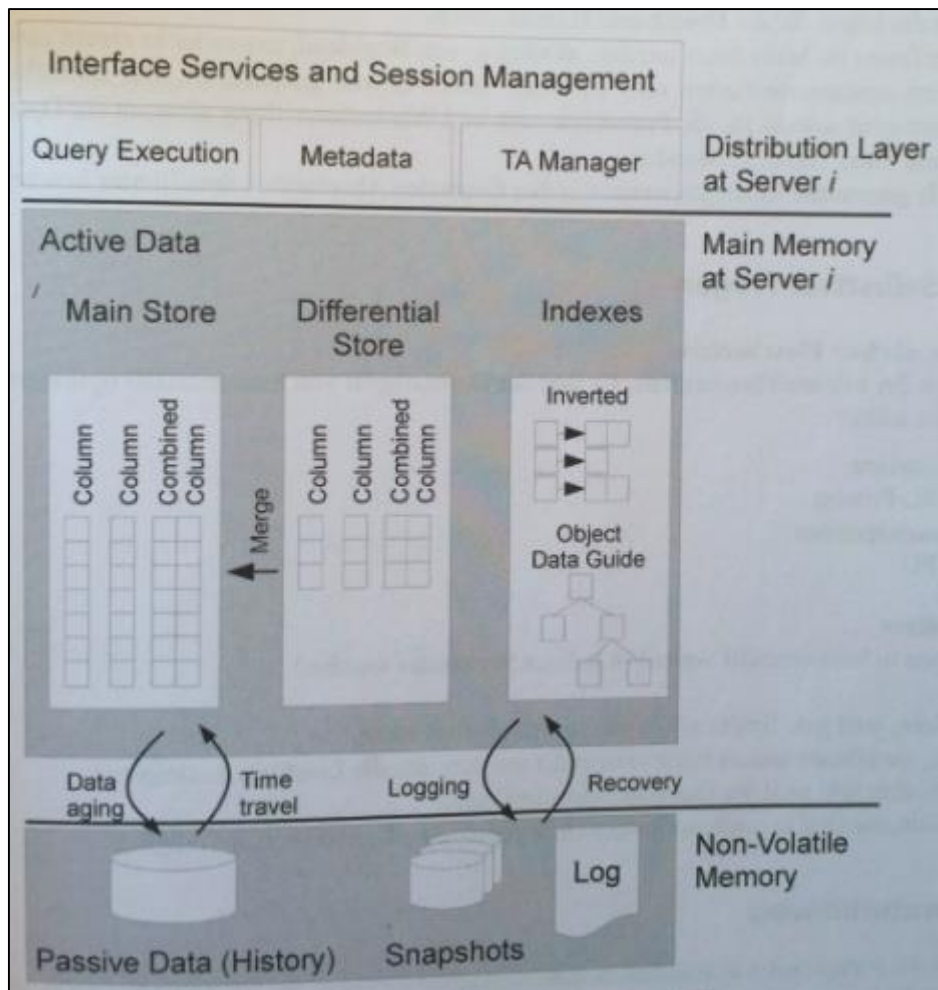 Interface Services and Session Management
Query Execution
Metadata
TA Manager
Distribution Layer
at Server i
Active Data
Main Memory
at Server i
Main Store
Differential
Store
Indexes
Column
Column
Combined
Column
Merge
Column
Column
Combined
Column
Inverted
Object
Data Guide
Data
aging
Time
travel
Logging
Recovery
Non-Volatile
Memory
Log
Passive Data (History)
Snapshots